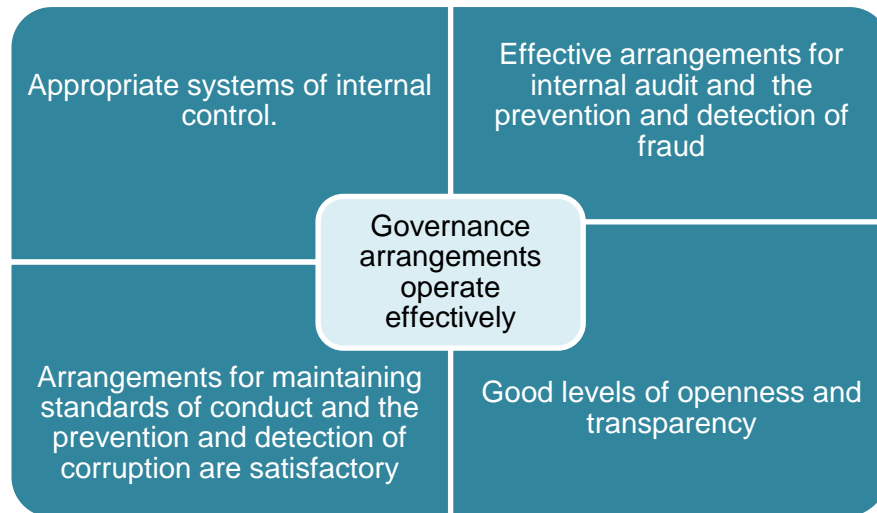 Appropriate systems of internal
control.
Effective arrangements for
internal audit and  the
prevention and detection of
fraud
Governance
arrangements
operate
effectively
Arrangements for maintaining
standards of conduct and the
prevention and detection of
corruption are satisfactory
Good levels of openness and
transparency